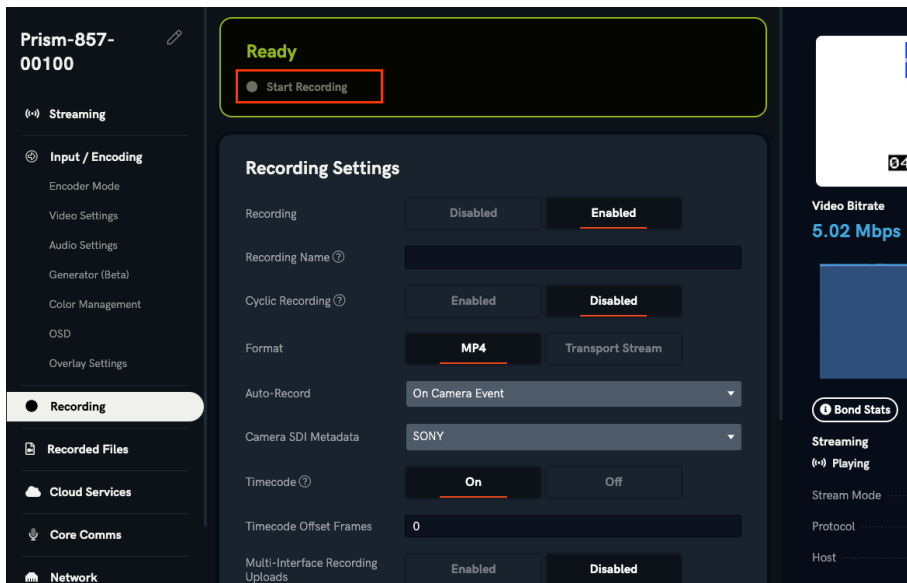 Prism-857-
00100
Streaming
Input / Encoding
Encoder Mode
Video Settings
Audio Settings
Generator (Beta)
Color Management
OSD
Overlay Settings
Recording
Recorded Files
Cloud Services
Core Comms
Network
Ready
Start Recording
Recording Settings
Recording Disabled Enabled
Recording Name
Cyclic Recording Enabled Disabled
Format MP4 Transport Stream
Auto-Record On Camera Event
Camera SDI Metadata SONY
Timecode On Off
Timecode Offset Frames 0
Multi-Interface Recording
Uploads Enabled Disabled
04
Video Bitrate
5.02 Mbps
Bond Stats
Streaming
Playing
Stream Mode
Protocol
Host